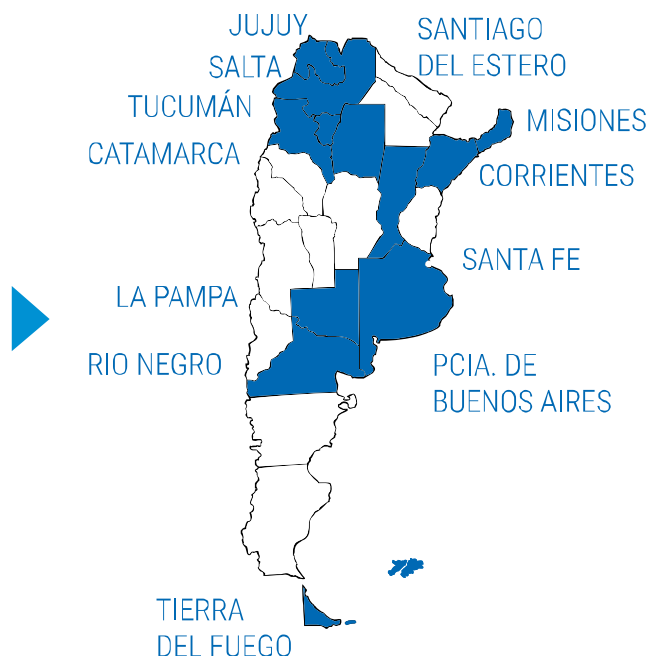 JUJUY
SANTIAGO
DEL ESTERO
SALTA
TUCUMÁN
MISIONES
CATAMARCA
CORRIENTES
SANTA FE
LA PAMPA
RIO NEGRO
PCIA. DE
BUENOS AIRES
TIERRA
DEL FUEGO